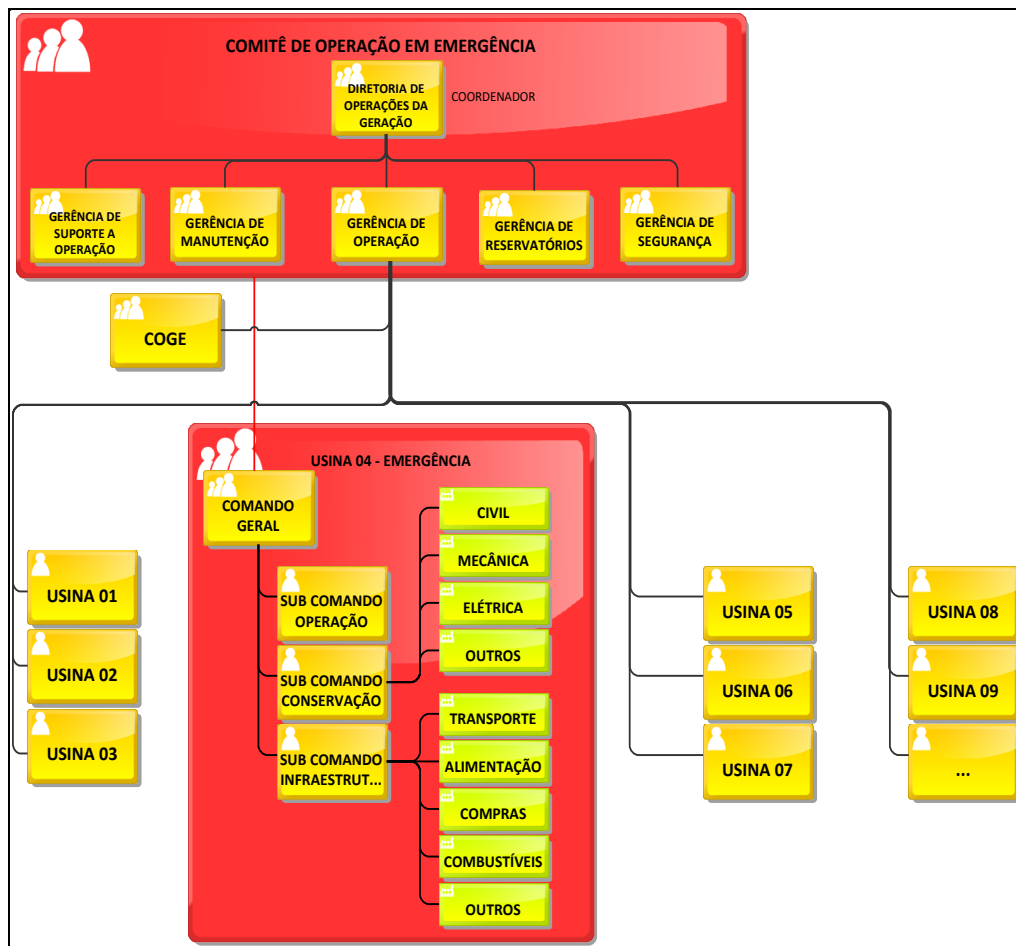 COMITÊ DE OPERAÇÃO EM EMERGÊNCIA
DIRETORIA DE
OPERAÇÕES DA
GERAÇÃO
COORDENADOR
GERÊNCIA DE
SUPORTE A
OPERAÇÃO
GERÊNCIA DE
MANUTENÇÃO
GERÊNCIA DE
OPERAÇÃO
GERÊNCIA DE
RESERVATÓRIOS
GERÊNCIA DE
SEGURANÇA
COGE
USINA 04 - EMERGÊNCIA
COMANDO
GERAL
SUB COMANDO
OPERAÇÃO
SUB COMANDO
CONSERVAÇÃO
SUB COMANDO
INFRAESTRUT...
CIVIL
MECÂNICA
ELÉTRICA
OUTROS
TRANSPORTE
ALIMENTAÇÃO
COMPRAS
COMBUSTÍVEIS
OUTROS
USINA 01
USINA 02
USINA 03
USINA 05
USINA 06
USINA 07
USINA 08
USINA 09
...